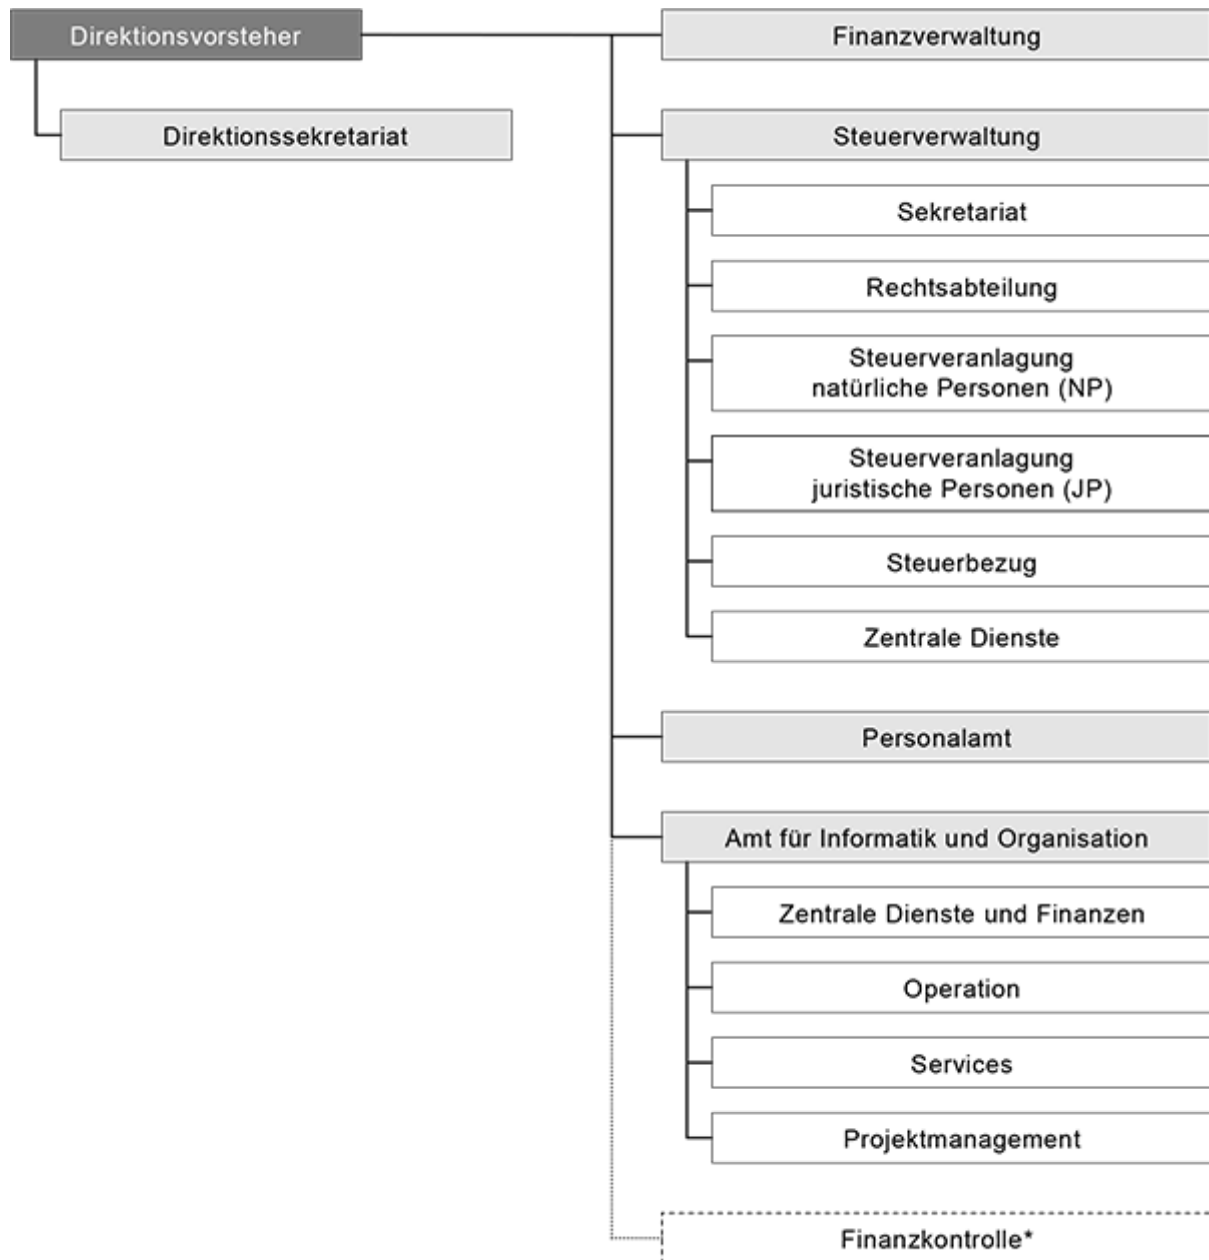 Direktionsvorsteher
Direktionssekretariat
Finanzverwaltung
Steuerverwaltung
Sekretariat
Rechtsabteilung
Steuerveranlagung
natürliche Personen (NP)
Steuerveranlagung
juristische Personen (JP)
Steuerbezug
Zentrale Dienste
Personalamt
Amt für Informatik und Organisation
Zentrale Dienste und Finanzen
Operation
Services
Projektmanagement
Finanzkontrolle*